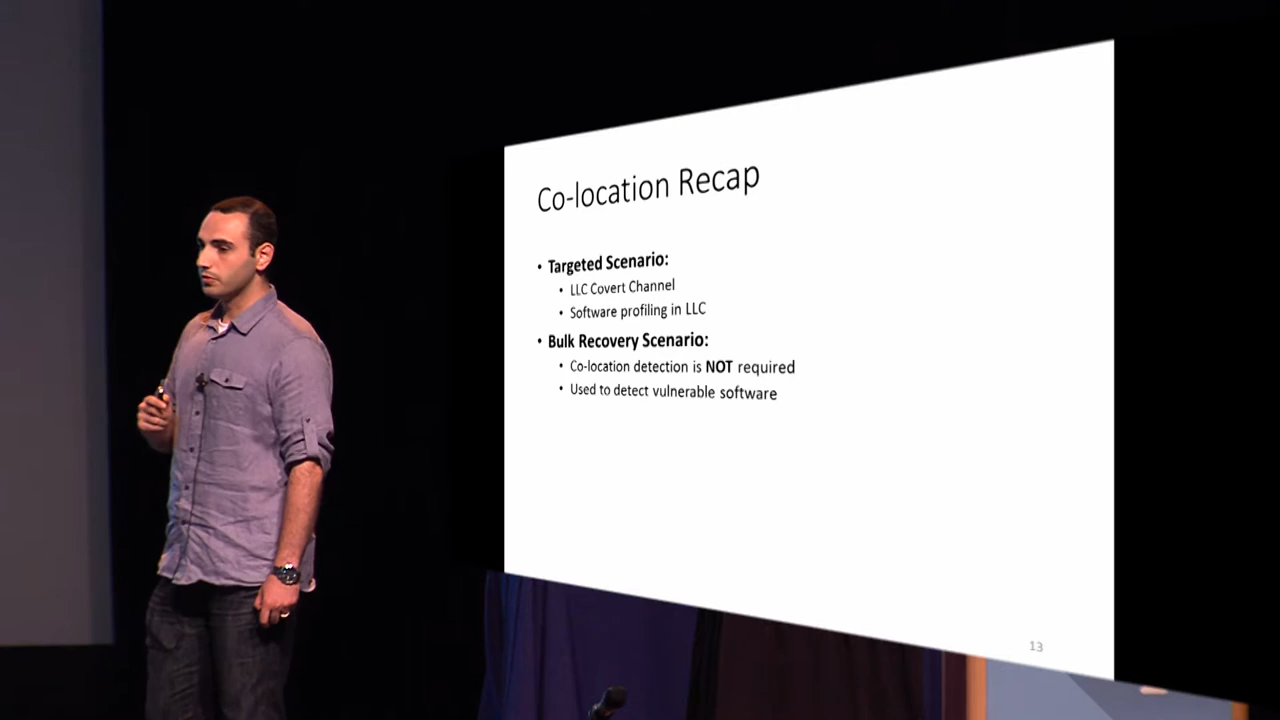 Co-location Recap
• Targeted Scenario:
• LLC Covert Channel
• Software profiling in LLC
• Bulk Recovery Scenario:
• Co-location detection is NOT required
• Used to detect vulnerable software
13